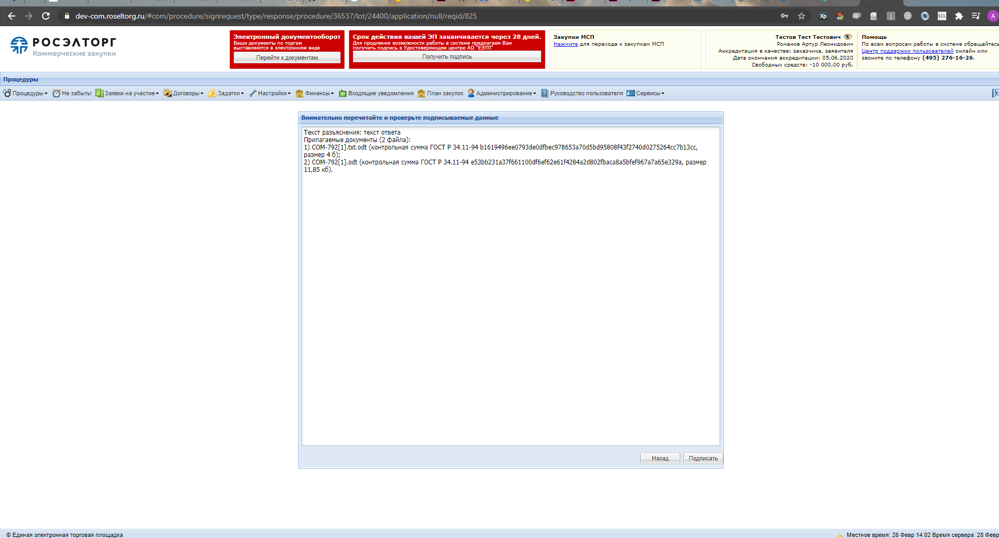 dev-com.roseltorg.ru/#com/procedure/signrequest/type/response/procedure/36537/lot/24400/application/null/reqid/825
Xp
j
SCL
A
РОСЭЛТОРГ
Коммерческие закупки
Электронный документооборот
Ваши документы по торгам
выставляются в электронном виде
Перейти к документам
Срок действия вашей ЭП заканчивается через 28 дней.
Для продления возможности работы в системе предлагаем Вам
получить подпись в Удостоверяющем центре АО "ЕЭТП"
Получить подпись
Закупки МСП
Нажмите для перехода к закупкам МСП
Тестов Тест Тестович
Романов Артур Леонидович
Аккредитация в качестве: заказчика, заявителя
Дата окончания аккредитации: 05.06.2020
Свободных средств: -10 000,00 руб.
Помощь
По всем вопросам работы в системе обращайтесь
Центр поддержки пользователей онлайн или
звоните по телефону (495) 276-16-26.
Процедуры
Процедуры Не забыть! Заявки на участие Договоры Задатки Настройки Финансы Входящие уведомления План закупок Администрирование Руководство пользователя Сервисы
Внимательно перечитайте и проверьте подписываемые данные
Текст разъяснения: текст ответа
Прилагаемые документы (2 файла):
1) COM-792[1].txt.odt (контрольная сумма ГОСТ Р 34.11-94 b1619496ee0793de0dfbec978653a70d5bd95808f43f2740d0275264cc7b13cc,
размер 4 б);
2) COM-792[1].odt (контрольная сумма ГОСТ Р 34.11-94 e53bb231a37f661100df6ef62e61f4284a2d802fbaca8a5bfef967a7a65e329a, размер
11,85 кб).
Назад Подписать
© Единая электронная торговая площадка
Местное время: 28 Февр 14:02 Время сервера: 28 Февр